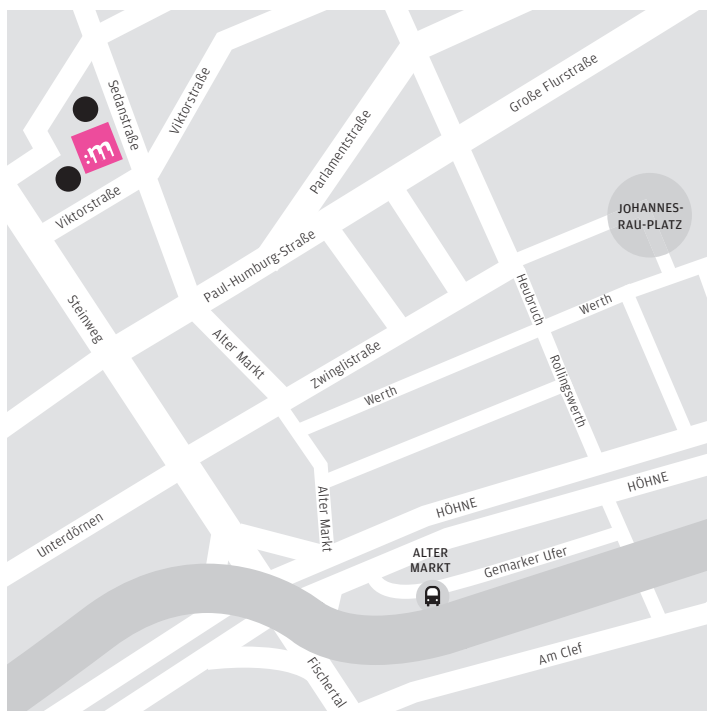 Sedanstraße
Viktorstraße
:m
Viktorstraße
Große Flurstraße
Parlamentstraße
JOHANNES-
RAU-PLATZ
Paul-Humburg-Straße
Steinweg
Heubruch
Werth
Alter Markt
Zwinglistraße
Werth
Rollingswerth
Unterdörnen
Alter Markt
HÖHNE
HÖHNE
ALTER
MARKT
Gemarker Ufer
Am Clef
Fischertal